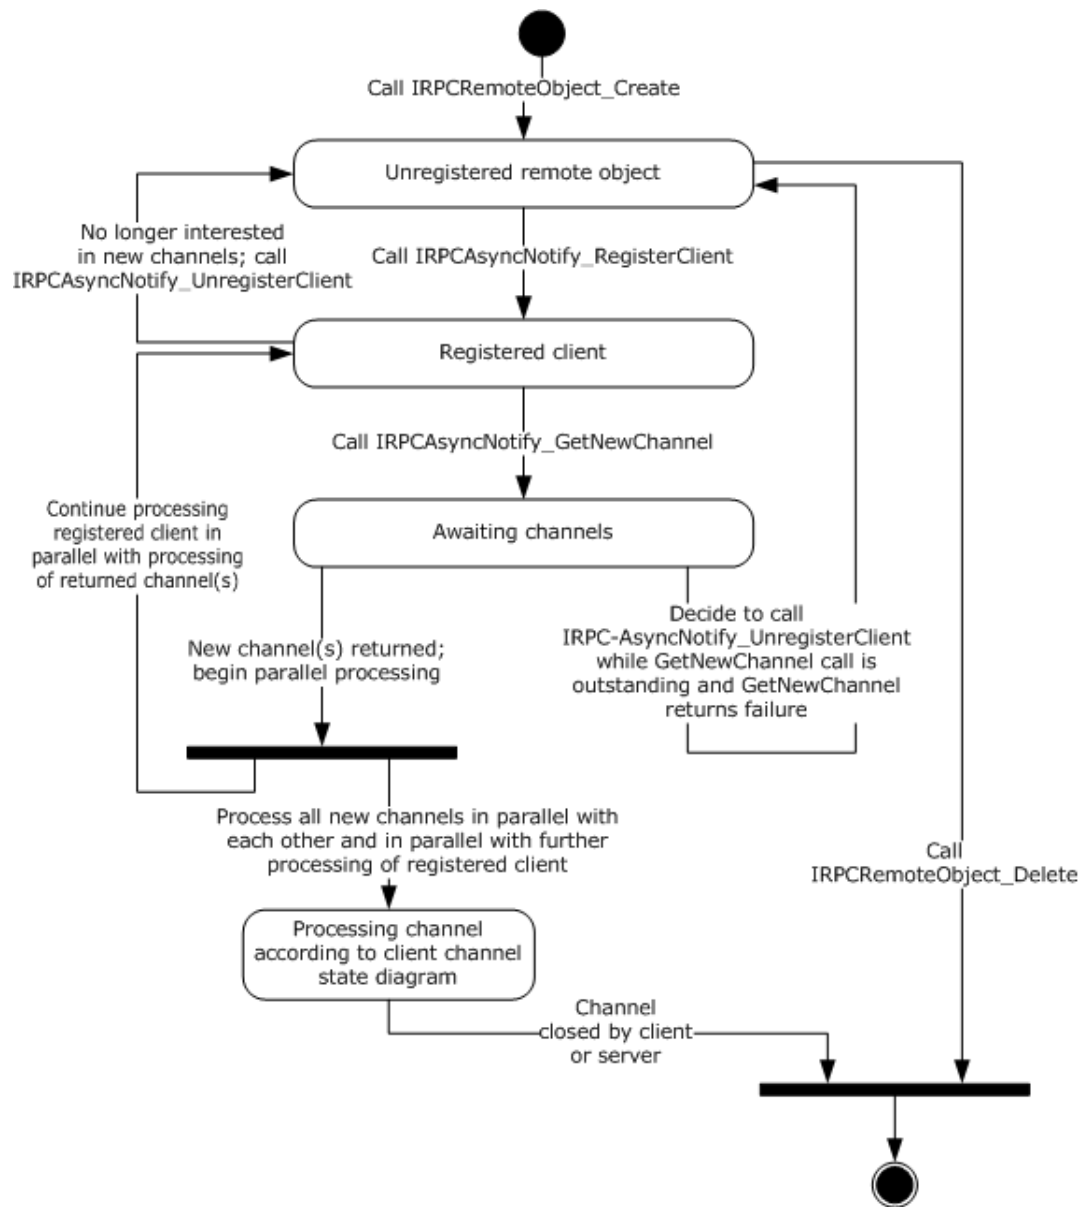 Call IRPCRemoteObject_Create
Unregistered remote object
No longer interested
in new channels; call
IRPCAsyncNotify_UnregisterClient
Call IRPCAsyncNotify_RegisterClient
Registered client
Call IRPCAsyncNotify_GetNewChannel
Continue processing
registered client in
parallel with processing
of returned channel(s)
Awaiting channels
New channel(s) returned;
begin parallel processing
Decide to call
IRPC-AsyncNotify_UnregisterClient
while GetNewChannel call is
outstanding and GetNewChannel
returns failure
Process all new channels in parallel with
each other and in parallel with further
processing of registered client
Call
IRPCRemoteObject_Delete
Processing channel
according to client channel
state diagram
Channel
closed by client
or server